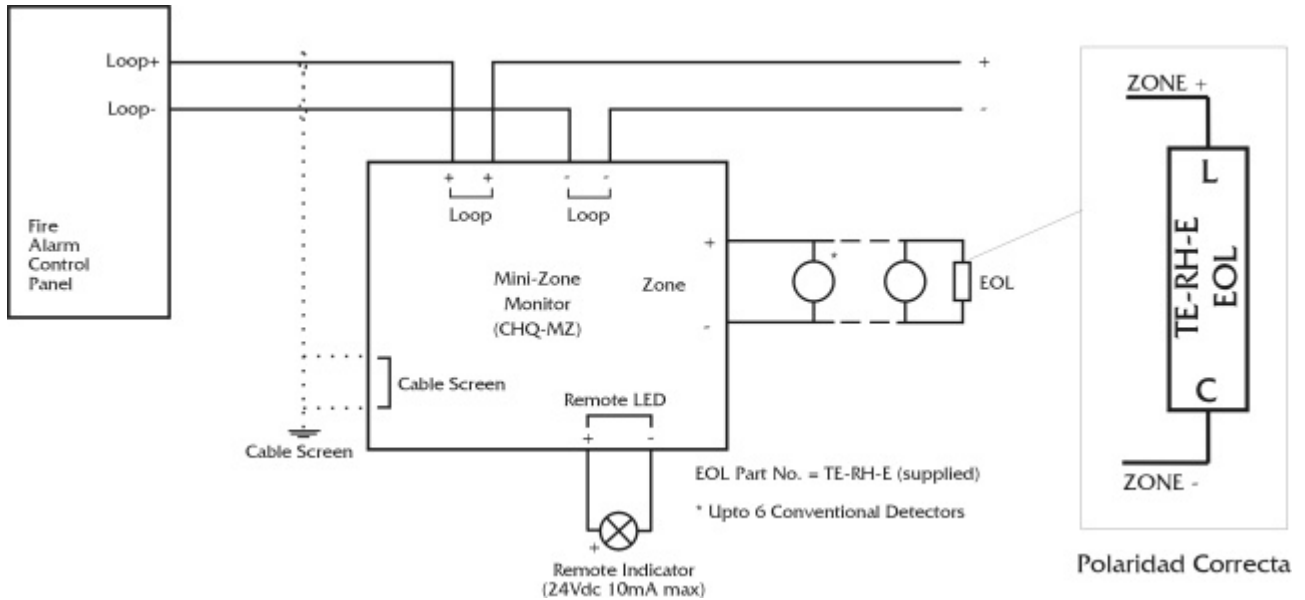 Loop+
Loop-
+
-
Fire
Alarm
Control
Panel
+ + - -
Loop Loop
Mini-Zone
Monitor
(CHQ-MZ)
Zone
+
-
*
EOL
Cable Screen
Cable Screen
Remote LED
+ -
+
Remote Indicator
(24Vdc 10mA max)
EOL Part No. = TE-RH-E (supplied)
* Upto 6 Conventional Detectors
ZONE +
L
TE-RH-E
EOL
C
ZONE -
Polaridad Correcta